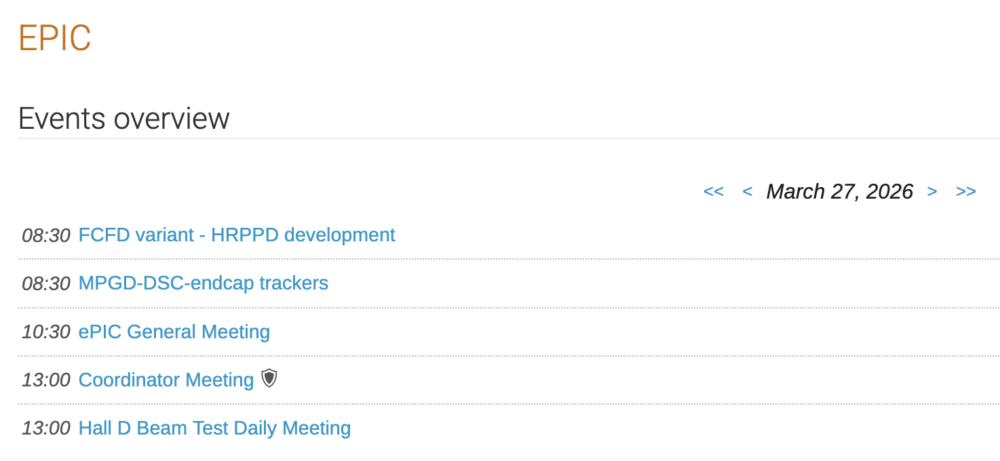 EPIC
Events overview
<< < March 27, 2026 > >>
08:30 FCFD variant - HRPPD development
08:30 MPGD-DSC-endcap trackers
10:30 ePIC General Meeting
13:00 Coordinator Meeting
13:00 Hall D Beam Test Daily Meeting